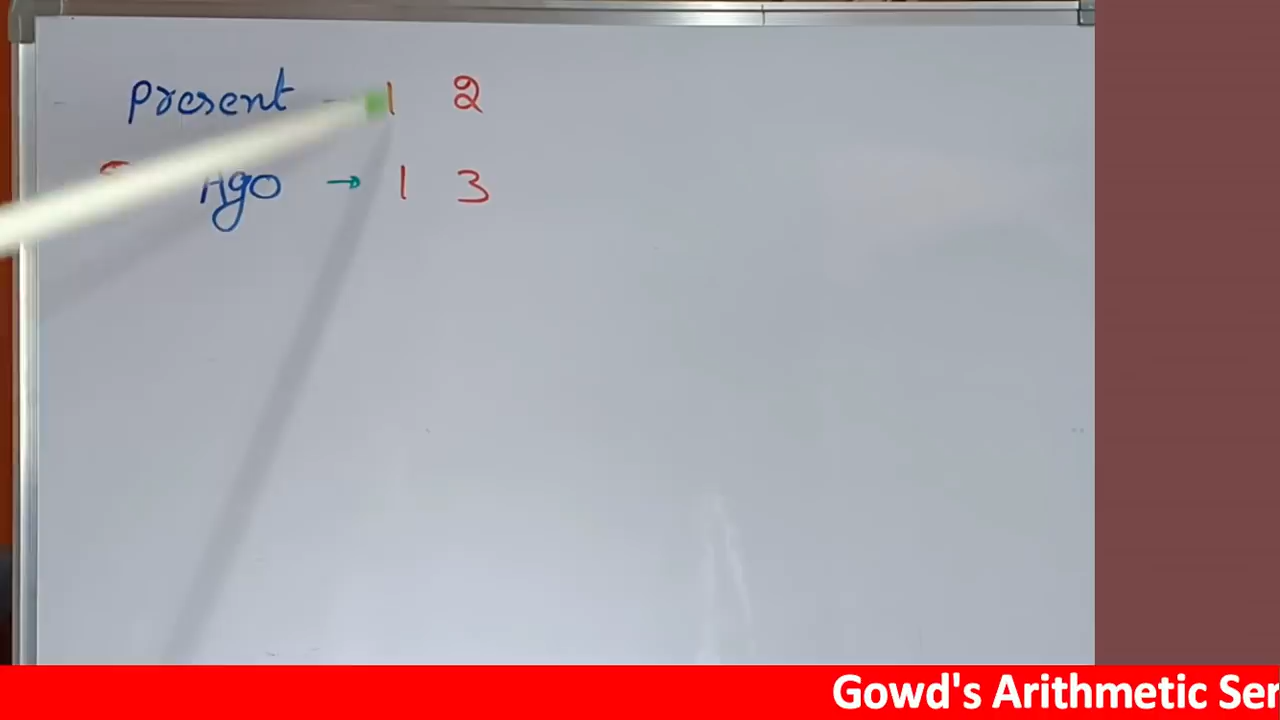 Present 1 2
Ago → 1 3
Gowd's Arithmetic Ser